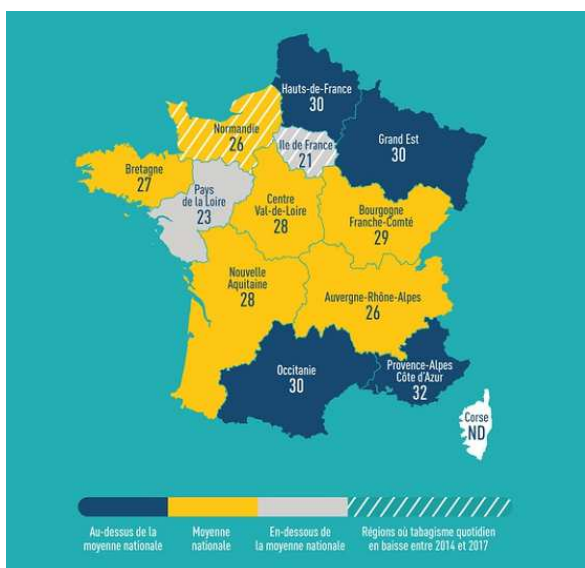 Hauts-de-France
30
Normandie
26
Ile de France
21
Grand Est
30
Bretagne
27
Pays
de la Loire
23
Centre
Val-de-Loire
28
Bourgogne
Franche-Comté
29
Nouvelle
Aquitaine
28
Auvergne-Rhône-Alpes
26
Occitanie
30
Provence-Alpes
Côte d'Azur
32
Corse
ND
Au-dessus de la
moyenne nationale
Moyenne
nationale
En-dessous de
la moyenne nationale
Régions où tabagisme quotidien
en baisse entre 2014 et 2017